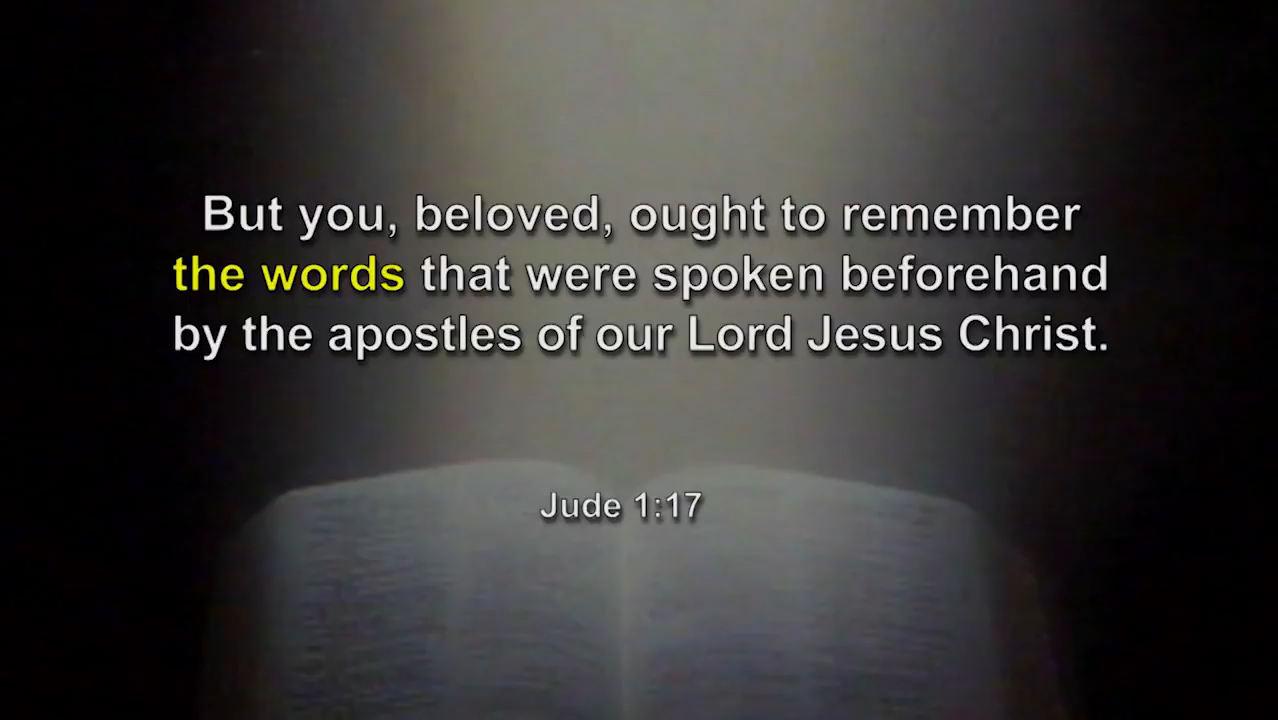 But you, beloved, ought to remember
the words that were spoken beforehand
by the apostles of our Lord Jesus Christ.
Jude 1:17